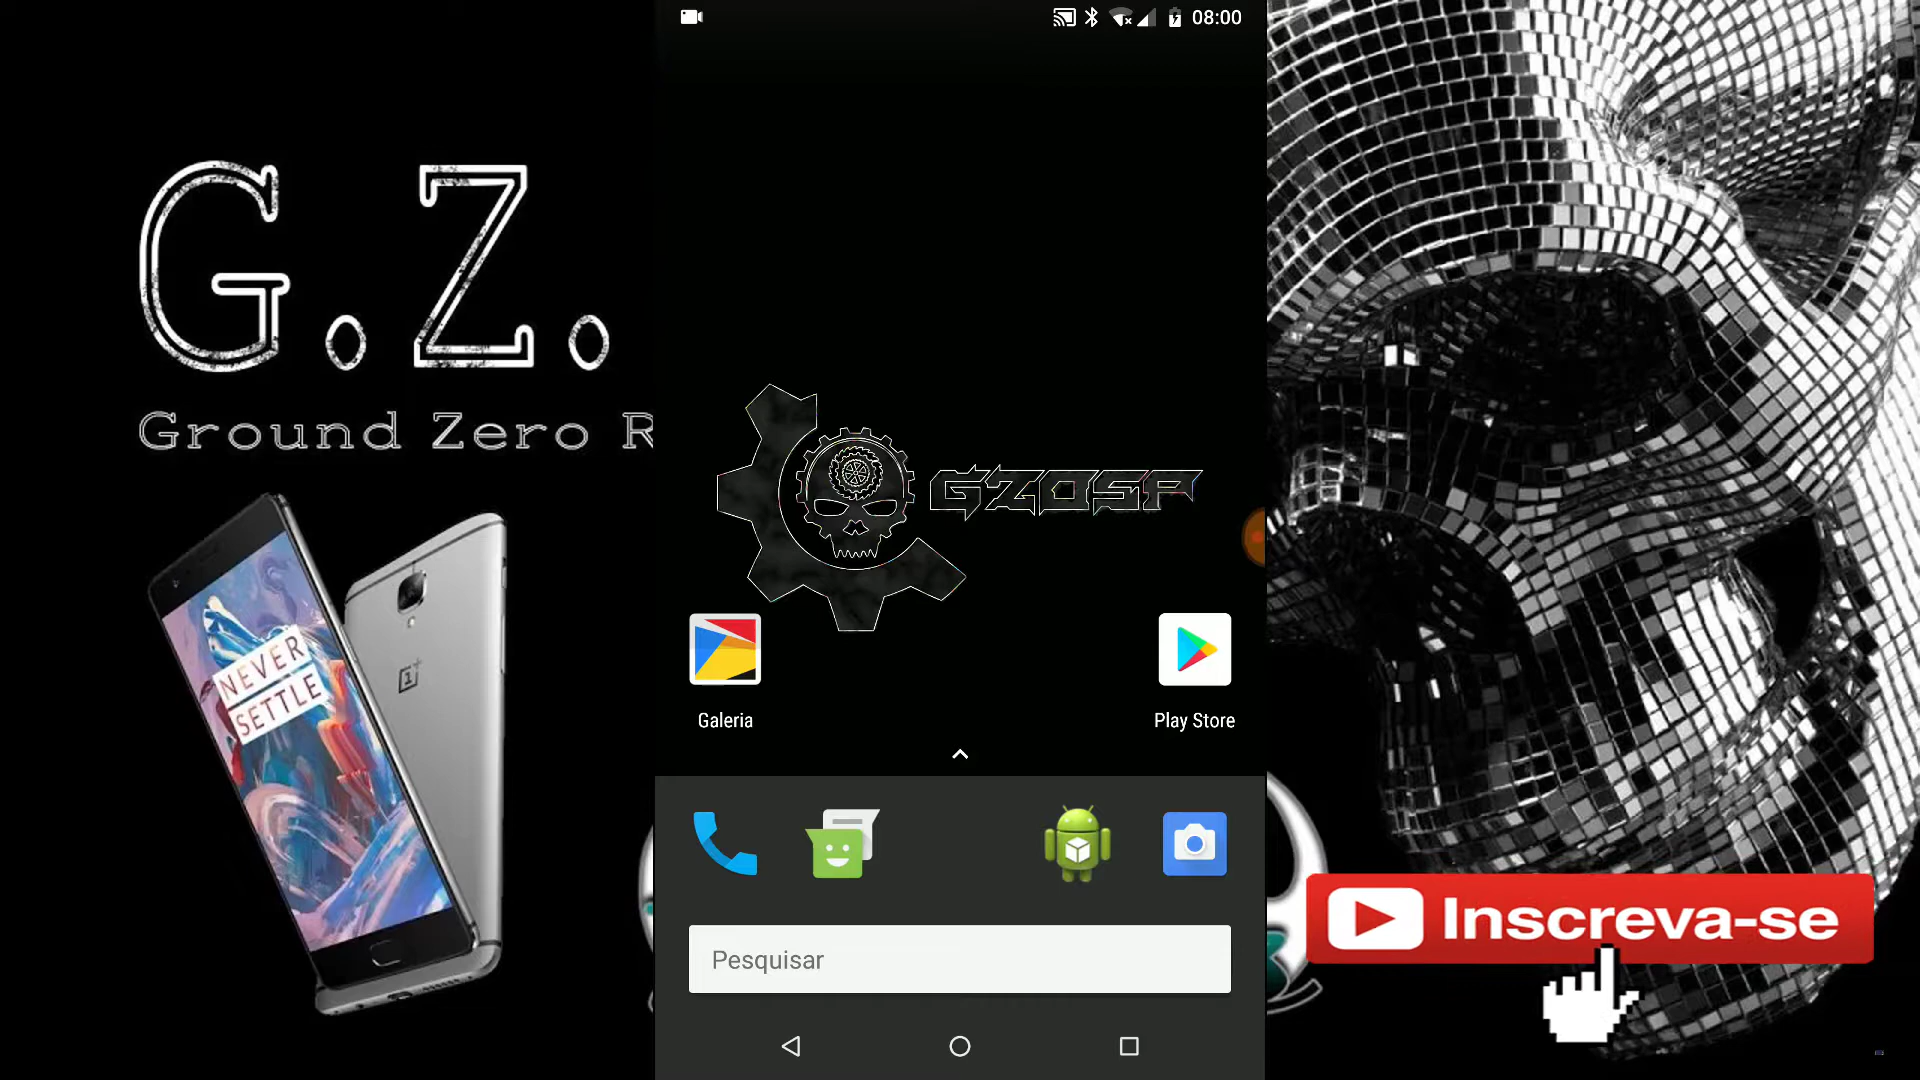 08:00
G.Z.
Ground Zero R
NEVER
SETTLE
GZOSP
Galeria
Play Store
Pesquisar
Inscreva-se